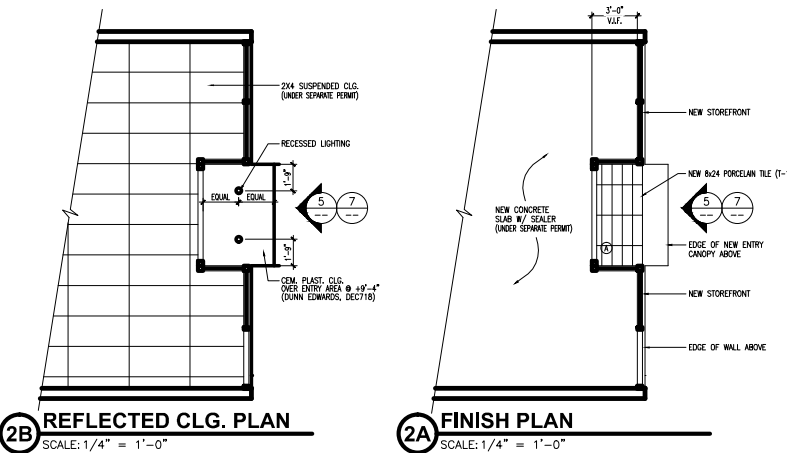 2X4 SUSPENDED CLG.
(UNDER SEPARATE PERMIT)
RECESSED LIGHTING
1'-9"
EQUAL
EQUAL
5
7
--
--
1'-9"
CEM. PLAST. CLG.
OVER ENTRY AREA @ +9'-4"
(DUNN EDWARDS, DEC718)
2B
REFLECTED CLG. PLAN
SCALE: 1/4" = 1'-0"
3'-0"
V.I.F.
NEW STOREFRONT
NEW 8x24 PORCELAIN TILE (T-
5
7
--
--
NEW CONCRETE
SLAB W/ SEALER
(UNDER SEPARATE PERMIT)
A
EDGE OF NEW ENTRY
CANOPY ABOVE
NEW STOREFRONT
EDGE OF WALL ABOVE
2A
FINISH PLAN
SCALE: 1/4" = 1'-0"